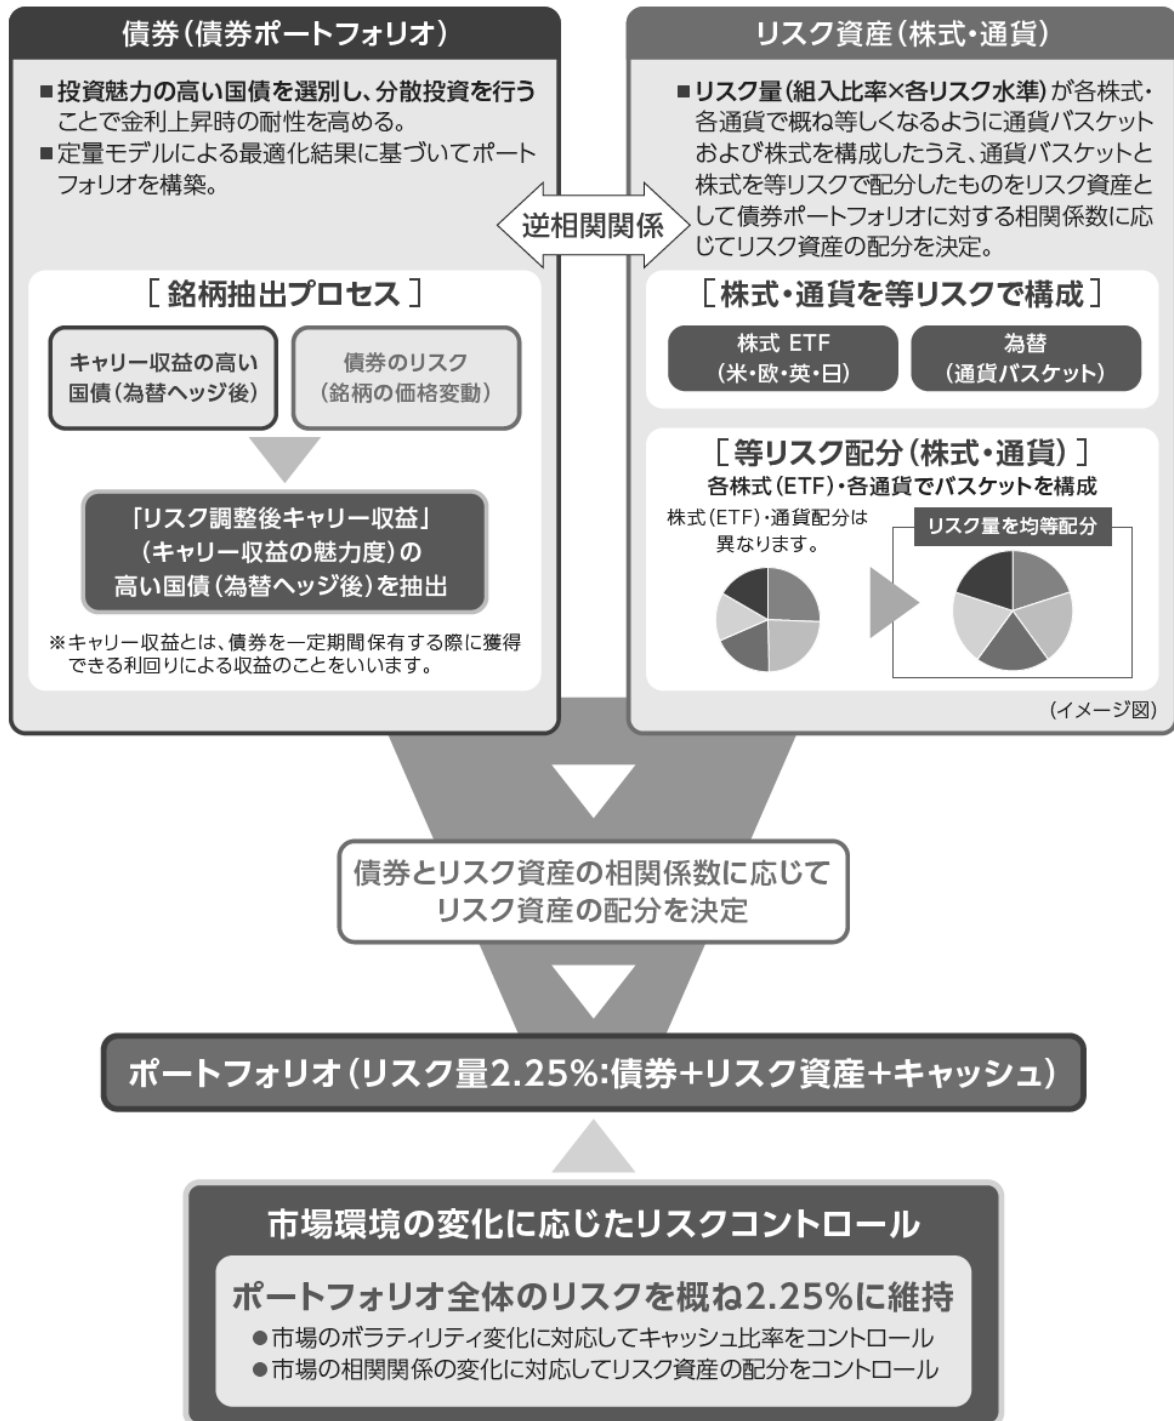 債券(債券ポートフォリオ)
■投資魅力の高い国債を選別し、分散投資を行う
ことで金利上昇時の耐性を高める。
■定量モデルによる最適化結果に基づいてポート
フォリオを構築。
[銘柄抽出プロセス]
キャリー収益の高い
国債(為替ヘッジ後)
債券のリスク
(銘柄の価格変動)
「リスク調整後キャリー収益」
(キャリー収益の魅力度)の
高い国債(為替ヘッジ後)を抽出
※キャリー収益とは、債券を一定期間保有する際に獲得
できる利回りによる収益のことをいいます。
逆相関関係
リスク資産(株式・通貨)
■リスク量(組入比率×各リスク水準)が各株式・
各通貨で概ね等しくなるように通貨バスケット
および株式を構成したうえ、通貨バスケットと
株式を等リスクで配分したものをリスク資産と
して債券ポートフォリオに対する相関係数に応
じてリスク資産の配分を決定。
[株式・通貨を等リスクで構成]
株式 ETF
(米・欧・英・日)
為替
(通貨バスケット)
[等リスク配分(株式・通貨)]
各株式(ETF)・各通貨でバスケットを構成
株式(ETF)・通貨配分は
異なります。
リスク量を均等配分
(イメージ図)
債券とリスク資産の相関係数に応じて
リスク資産の配分を決定
ポートフォリオ(リスク量2.25%:債券+リスク資産+キャッシュ)
市場環境の変化に応じたリスクコントロール
ポートフォリオ全体のリスクを概ね2.25%に維持
●市場のボラティリティ変化に対応してキャッシュ比率をコントロール
●市場の相関関係の変化に対応してリスク資産の配分をコントロール